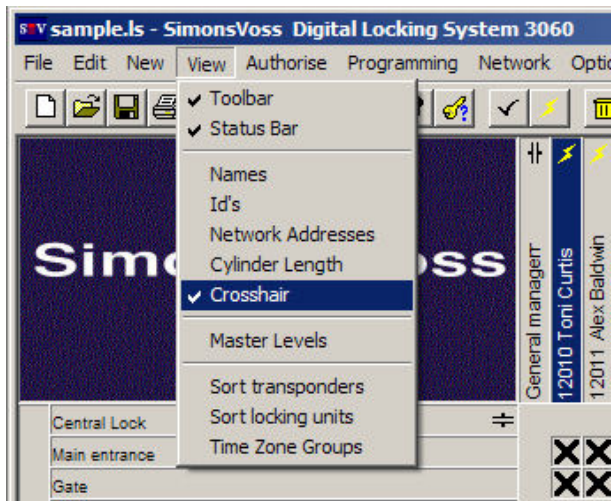 sample.ls - SimonsVoss Digital Locking System 3060
File Edit New View Authorise Programming Network Optio
Toolbar
Status Bar
Names
Id's
Network Addresses
Cylinder Length
Crosshair
Master Levels
Sort transponders
Sort locking units
Time Zone Groups
Sim oss
General managem
12010 Toni Curtis
12011 Alex Baldwin
Central Lock
Main entrance
Gate